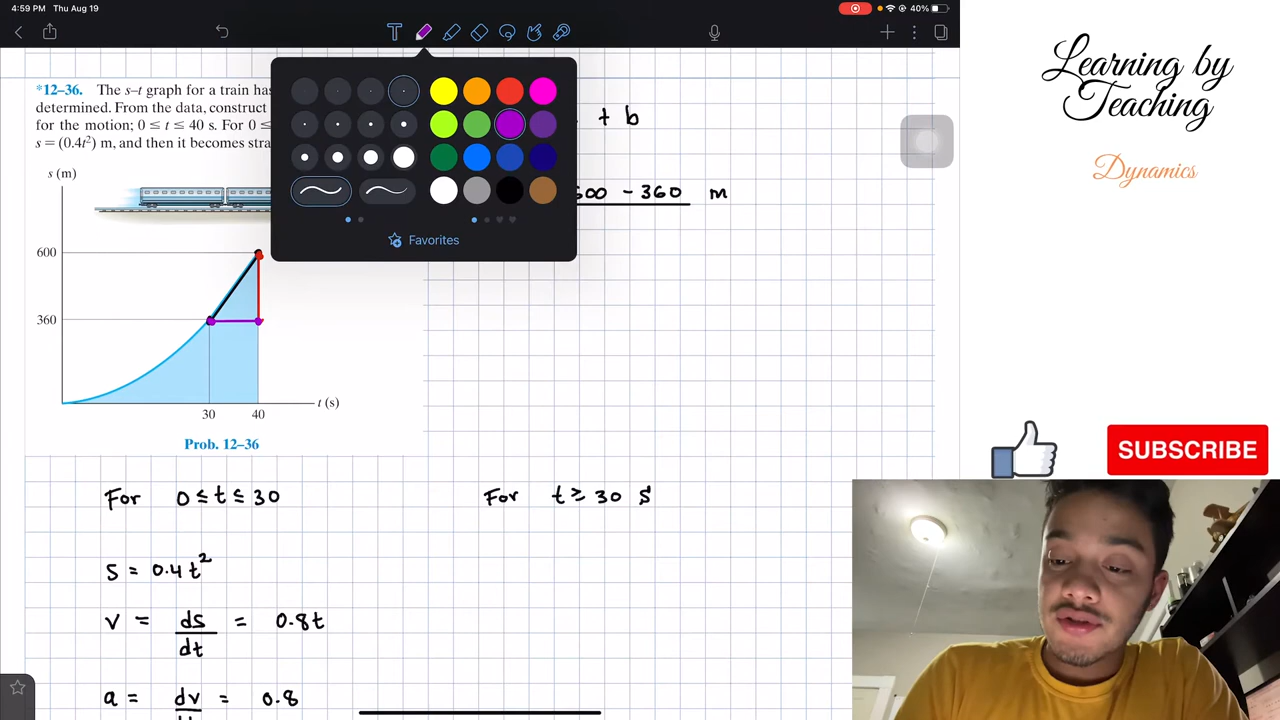 4:59 PM Thu Aug 19
40%
*12–36. The s–t graph for a train has
determined. From the data, construct
for the motion; 0 ≤ t ≤ 40 s. For 0 ≤
s = (0.4t²) m, and then it becomes stra
s (m)
600
360
30
40
t (s)
Prob. 12–36
Favorites
+ b
600 - 360 m
For 0 ≤ t ≤ 30
s = 0.4t²
v = ds/dt = 0.8t
a = dv = 0.8
For t ≥ 30 s
Learning by
Teaching
Dynamics
SUBSCRIBE